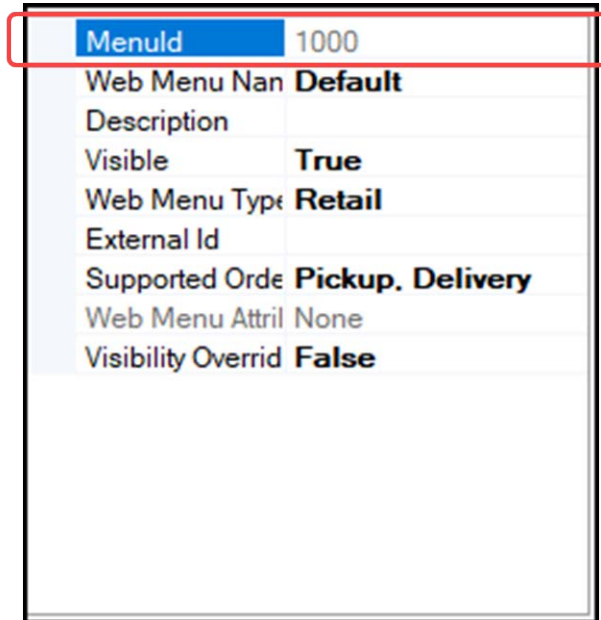 MenuId 1000
Web Menu Nan Default
Description
Visible True
Web Menu Type Retail
External Id
Supported Orde Pickup, Delivery
Web Menu Attril None
Visibility Overrid False